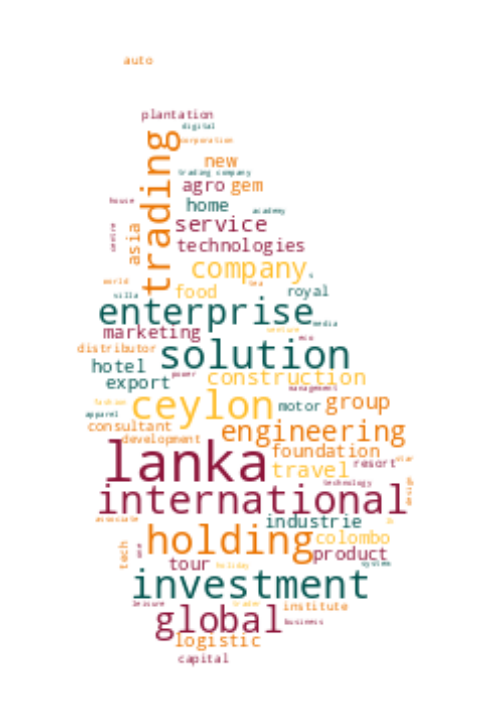 auto
plantation
digital
corporation
trading
new
trading company
agro gem
house
home
academy
service
centre
asia
technologies
company
world
tea
food
royal
villa
enterprise
media
venture
marketing
eco
distributor
solution
hotel
power
construction
export
management
fashion
ceylon
motor
group
apparel
consultant
engineering
development
lanka
foundation
travel
resort
star
technology
design
international
associate
industrie
holding
colombo
tech
product
tour
holiday
system
investment
leisure
trader
institute
global
business
logistic
capital